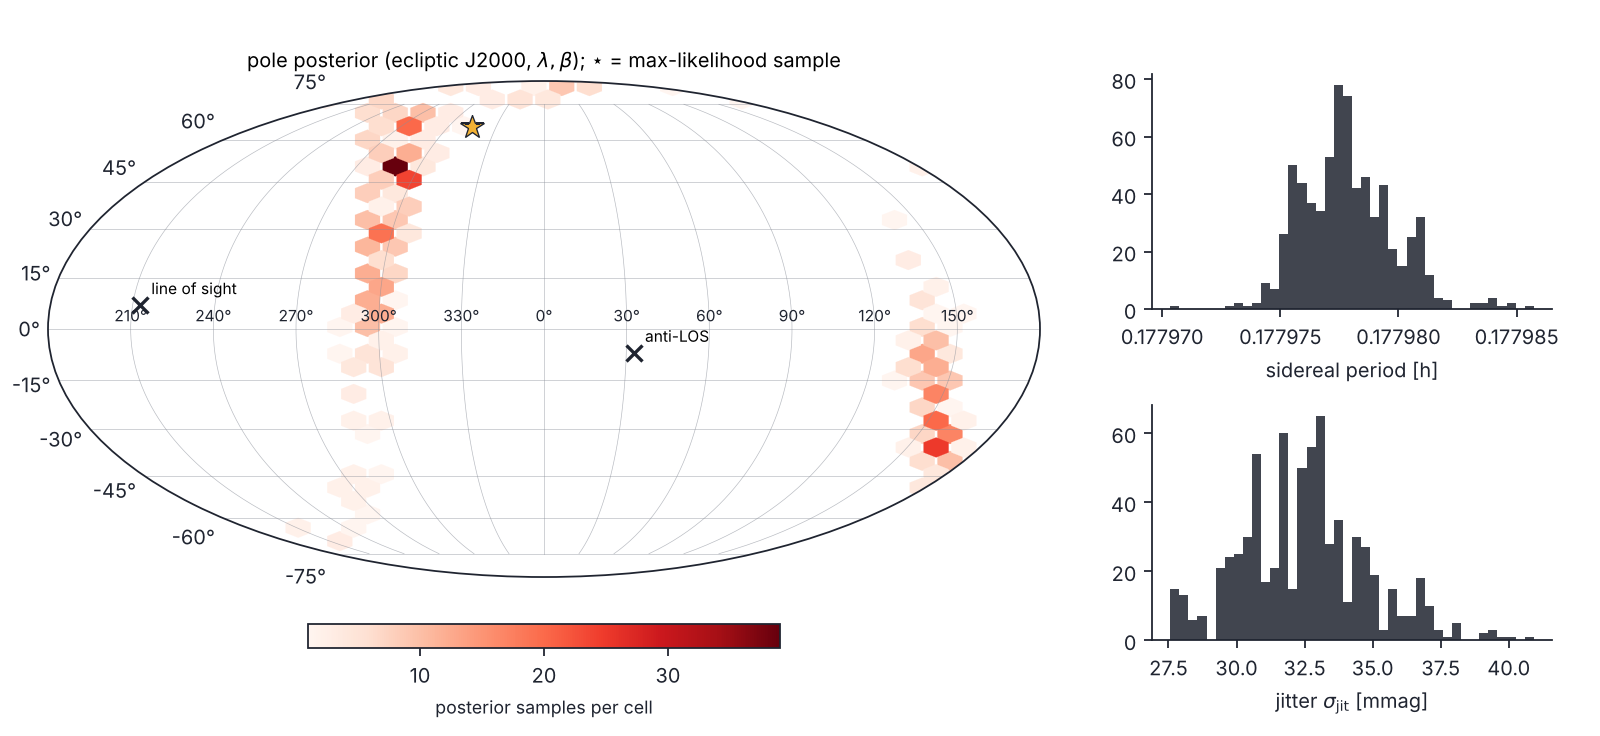 pole posterior (ecliptic J2000, λ, β); ⋆ = max-likelihood sample
75°
60°
45°
30°
15°
0°
-15°
-30°
-45°
-60°
-75°
line of sight
210° 240° 270° 300° 330° 0° 30° 60° 90° 120° 150°
anti-LOS
10 20 30
posterior samples per cell
80
60
40
20
0
0.177970 0.177975 0.177980 0.177985
sidereal period [h]
60
40
20
0
27.5 30.0 32.5 35.0 37.5 40.0
jitter σjit [mmag]